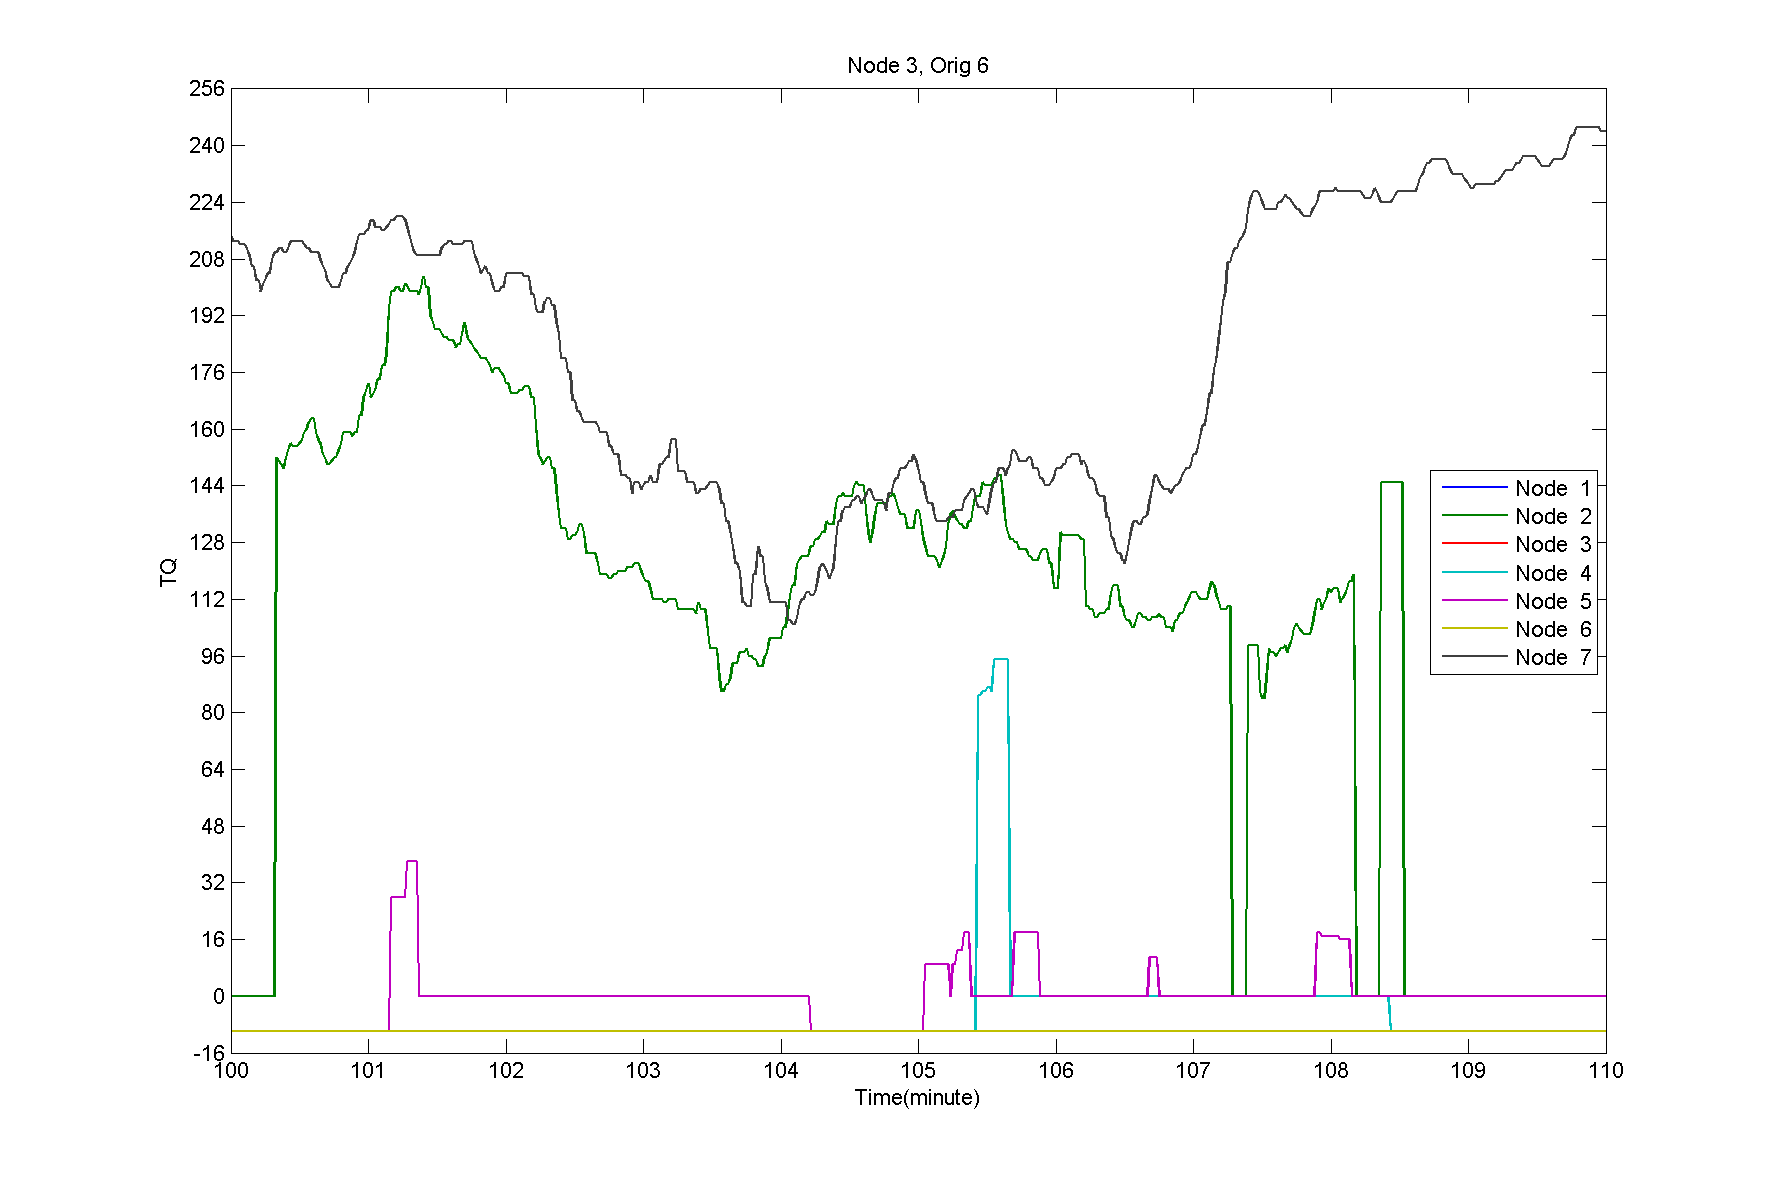 Node 3, Orig 6
256
240
224
208
192
176
160
144
128
112
96
80
64
48
32
16
0
-16
TQ
Node 1
Node 2
Node 3
Node 4
Node 5
Node 6
Node 7
100 101 102 103 104 105 106 107 108 109 110
Time(minute)